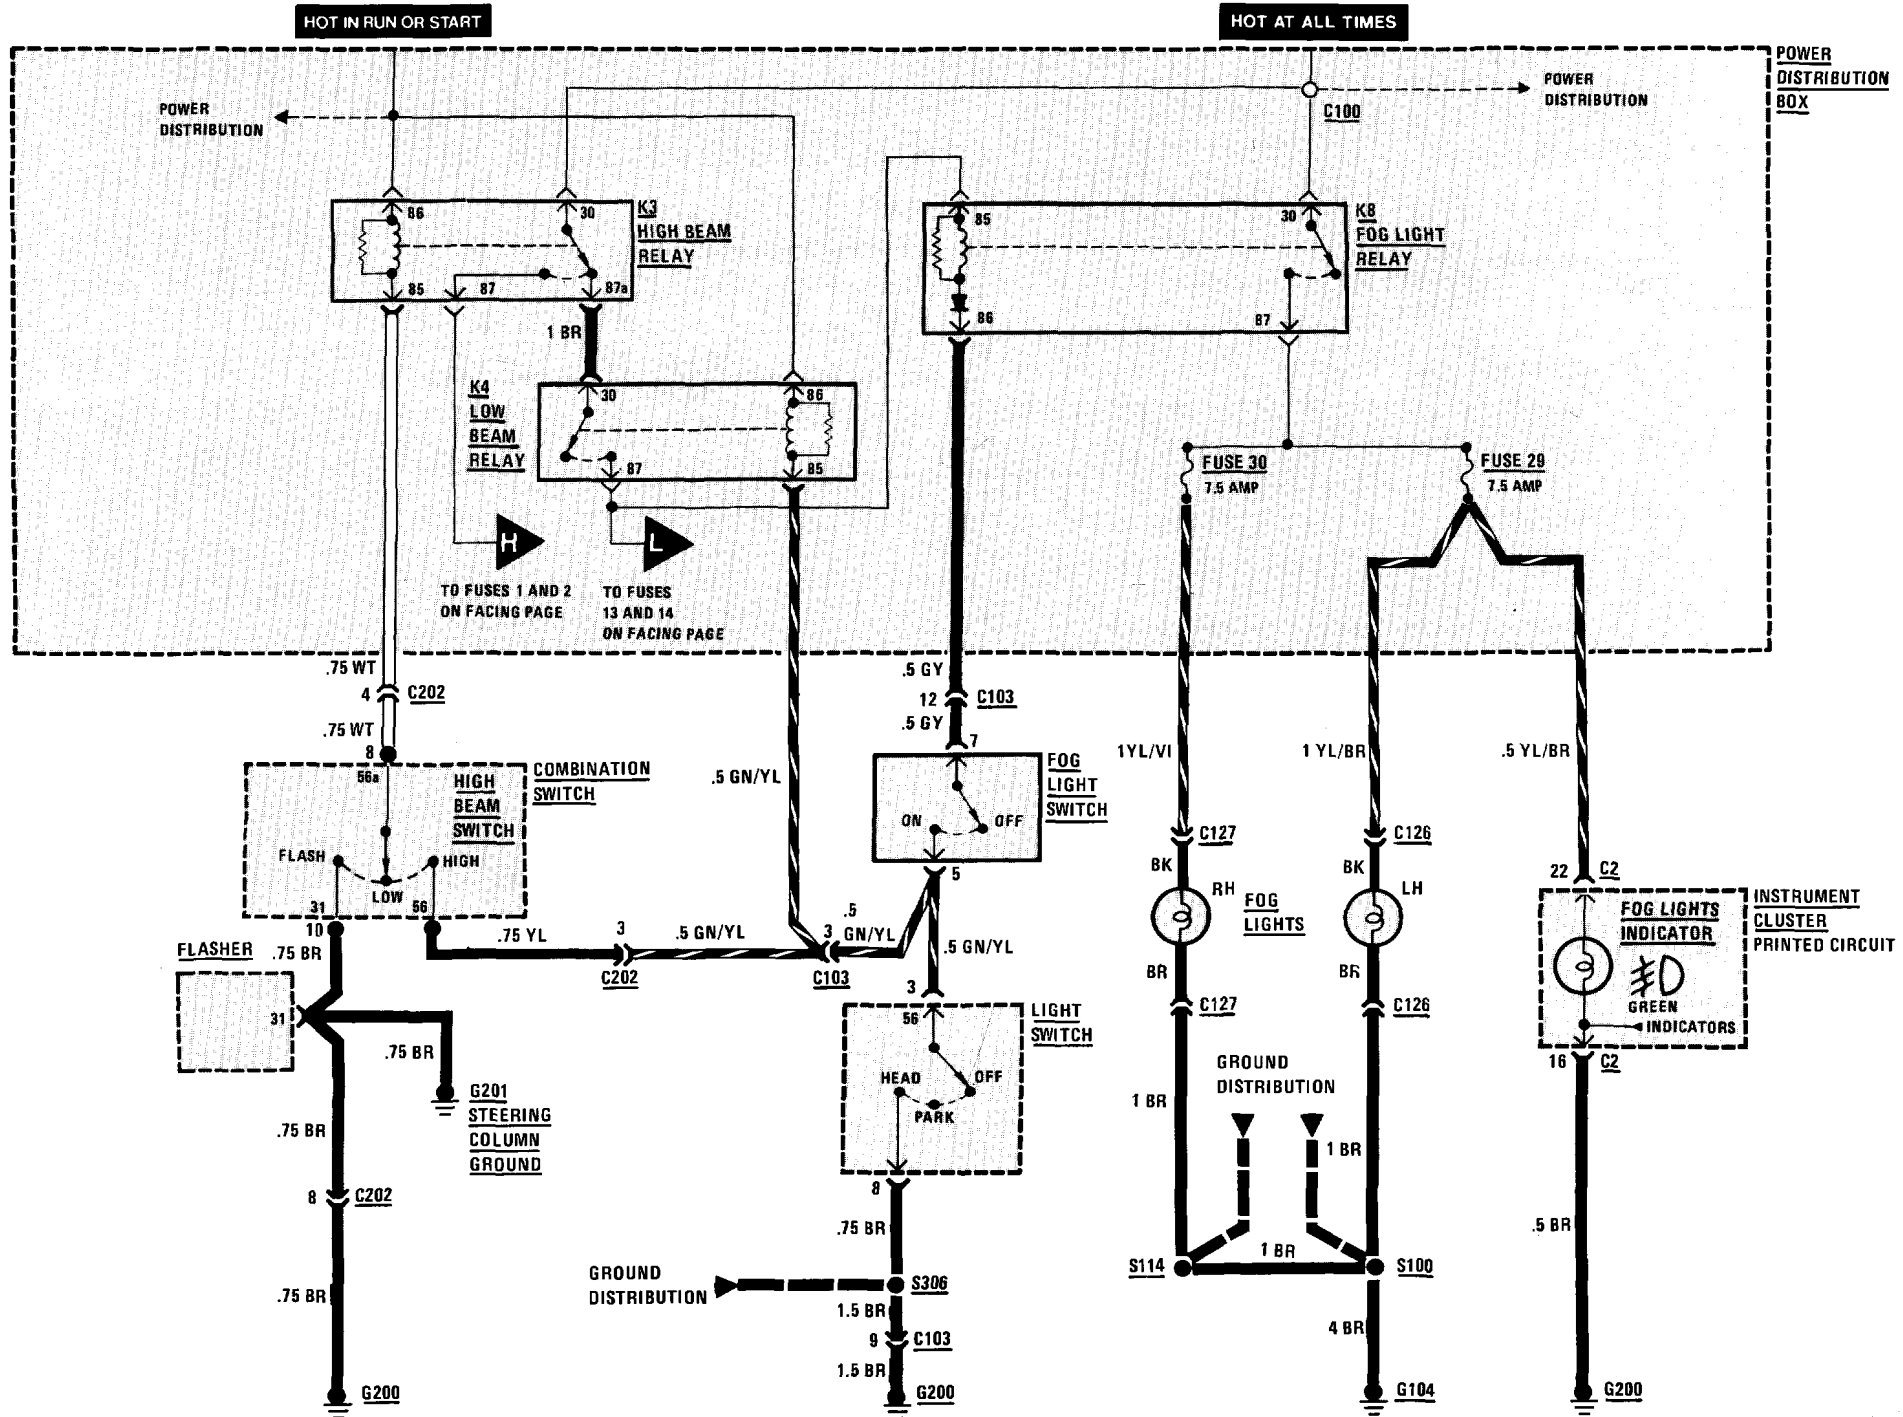 HOT IN RUN OR START
HOT AT ALL TIMES
POWER
DISTRIBUTION
BOX
POWER
DISTRIBUTION
POWER
DISTRIBUTION
C100
86
30
K3
HIGH BEAM
RELAY
85
87
87a
1 BR
85
30
K8
FOG LIGHT
RELAY
86
87
K4
LOW
BEAM
RELAY
30
86
87
85
FUSE 30
7.5 AMP
FUSE 29
7.5 AMP
H
L
TO FUSES 1 AND 2
ON FACING PAGE
TO FUSES
13 AND 14
ON FACING PAGE
.75 WT
4
C202
.75 WT
8
.5 GY
12
C103
.5 GY
7
56a
HIGH
BEAM
SWITCH
COMBINATION
SWITCH
FLASH
LOW
HIGH
31
56
10
.5 GN/YL
FOG
LIGHT
SWITCH
ON
OFF
5
1YL/VI
1 YL/BR
.5 YL/BR
C127
C126
BK
BK
RH
FOG
LIGHTS
LH
22
C2
FOG LIGHTS
INDICATOR
INSTRUMENT
CLUSTER
PRINTED CIRCUIT
GREEN
INDICATORS
16
C2
FLASHER
.75 BR
31
.75 YL
3
C202
.5 GN/YL
3
C103
.5
GN/YL
.5 GN/YL
3
56
LIGHT
SWITCH
HEAD
OFF
PARK
8
BR
BR
C127
C126
.75 BR
G201
STEERING
COLUMN
GROUND
.75 BR
8
C202
.75 BR
G200
GROUND
DISTRIBUTION
1 BR
1 BR
S114
1 BR
S100
4 BR
G104
.5 BR
G200
.75 BR
GROUND
DISTRIBUTION
S306
1.5 BR
9
C103
1.5 BR
G200